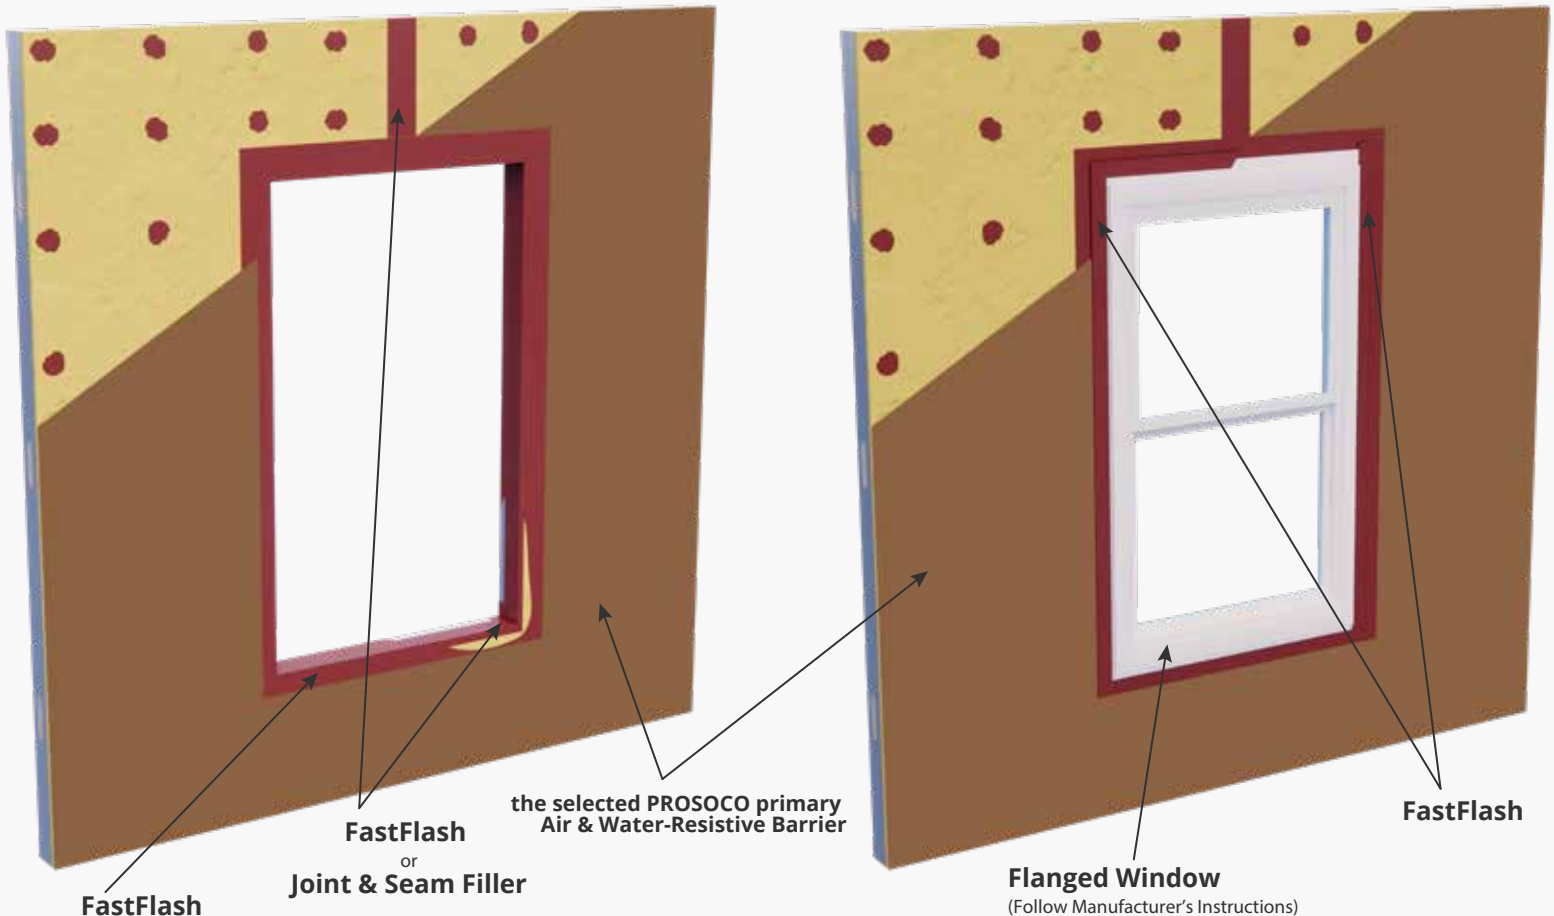 the selected PROSOCO primary
Air & Water-Resistive Barrier
FastFlash
or
Joint & Seam Filler
FastFlash
FastFlash
Flanged Window
(Follow Manufacturer's Instructions)